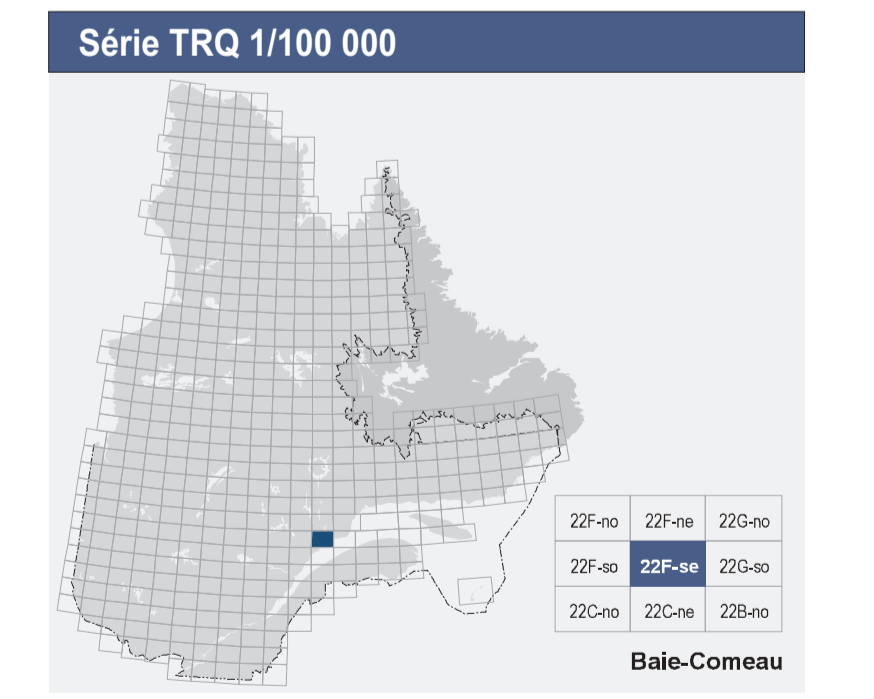 Série TRQ 1/100 000
22F-no 22F-ne 22G-no
22F-so 22F-se 22G-so
22C-no 22C-ne 22B-no
Baie-Comeau